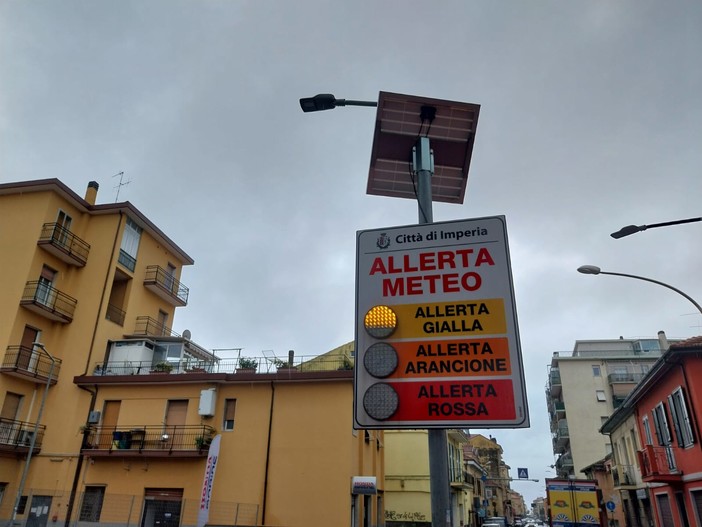 Città di Imperia
ALLERTA
METEO
ALLERTA
GIALLA
ALLERTA
ARANCIONE
ALLERTA
ROSSA